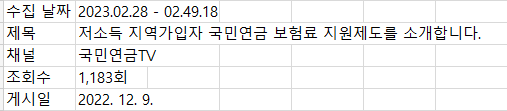 수집 날짜 2023.02.28 - 02.49.18
제목 저소득 지역가입자 국민연금 보험료 지원제도를 소개합니다.
채널 국민연금TV
조회수 1,183회
게시일 2022. 12. 9.